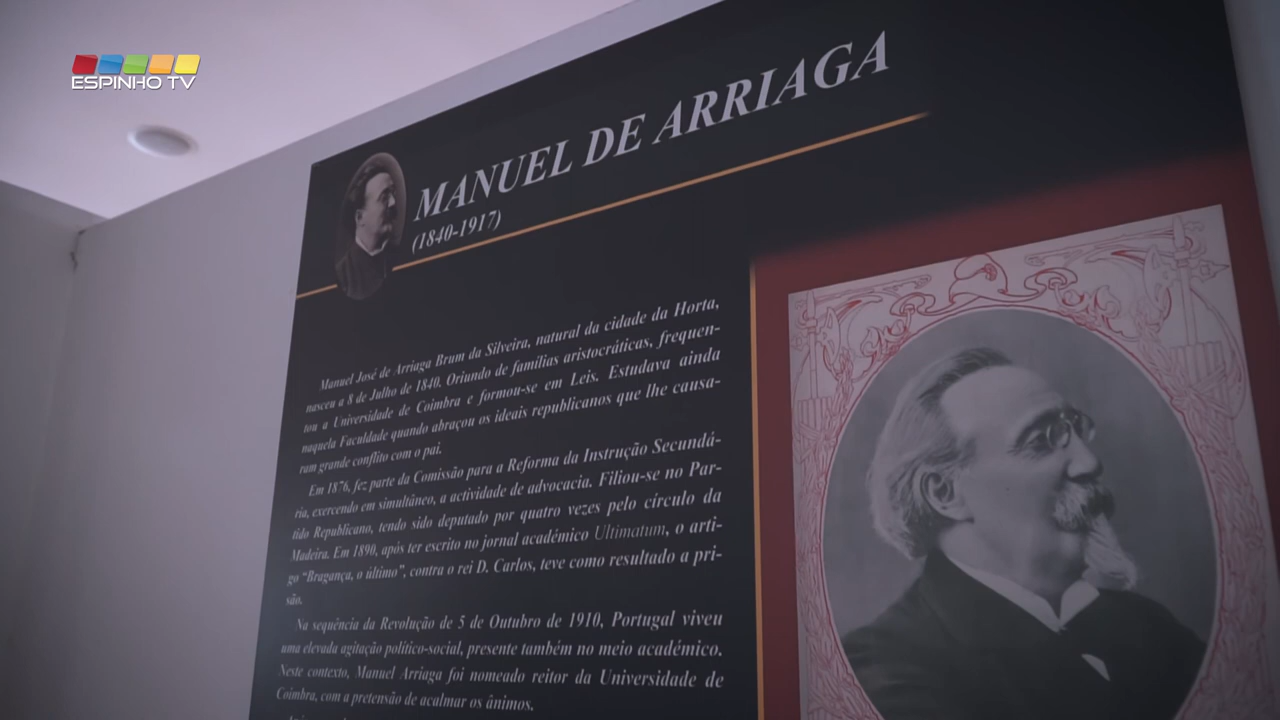 ESPINHO TV
MANUEL DE ARRIAGA
(1840-1917)
Manuel José de Arriaga Brum da Silveira, natural da cidade da Horta,
nasceu a 8 de Julho de 1840. Oriundo de famílias aristocráticas, frequen-
tou a Universidade de Coimbra e formou-se em Leis. Estudava ainda
naquela Faculdade quando abraçou os ideais republicanos que lhe causa-
ram grande conflito com o pai.
Em 1876, fez parte da Comissão para a Reforma da Instrução Secundá-
ria, exercendo em simultâneo, a actividade de advocacia. Filiou-se no Par-
tido Republicano, tendo sido deputado por quatro vezes pelo círculo da
Madeira. Em 1890, após ter escrito no jornal académico Ultimatum, o arti-
go “Bragança, o último”, contra o rei D. Carlos, teve como resultado a pri-
são.
Na sequência da Revolução de 5 de Outubro de 1910, Portugal viveu
uma elevada agitação político-social, presente também no meio académico.
Neste contexto, Manuel Arriaga foi nomeado reitor da Universidade de
Coimbra, com a pretensão de acalmar os ânimos.